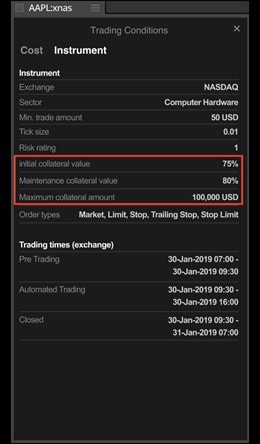 AAPL:xnas
Trading Conditions
Cost Instrument
Instrument
Exchange NASDAQ
Sector Computer Hardware
Min. trade amount 50 USD
Tick size 0.01
Risk rating 1
initial collateral value 75%
Maintenance collateral value 80%
Maximum collateral amount 100,000 USD
Order types Market, Limit, Stop, Trailing Stop, Stop Limit
Trading times (exchange)
Pre Trading 30-Jan-2019 07:00 -
30-Jan-2019 09:30
Automated Trading 30-Jan-2019 09:30 -
30-Jan-2019 16:00
Closed 30-Jan-2019 09:30 -
31-Jan-2019 07:00